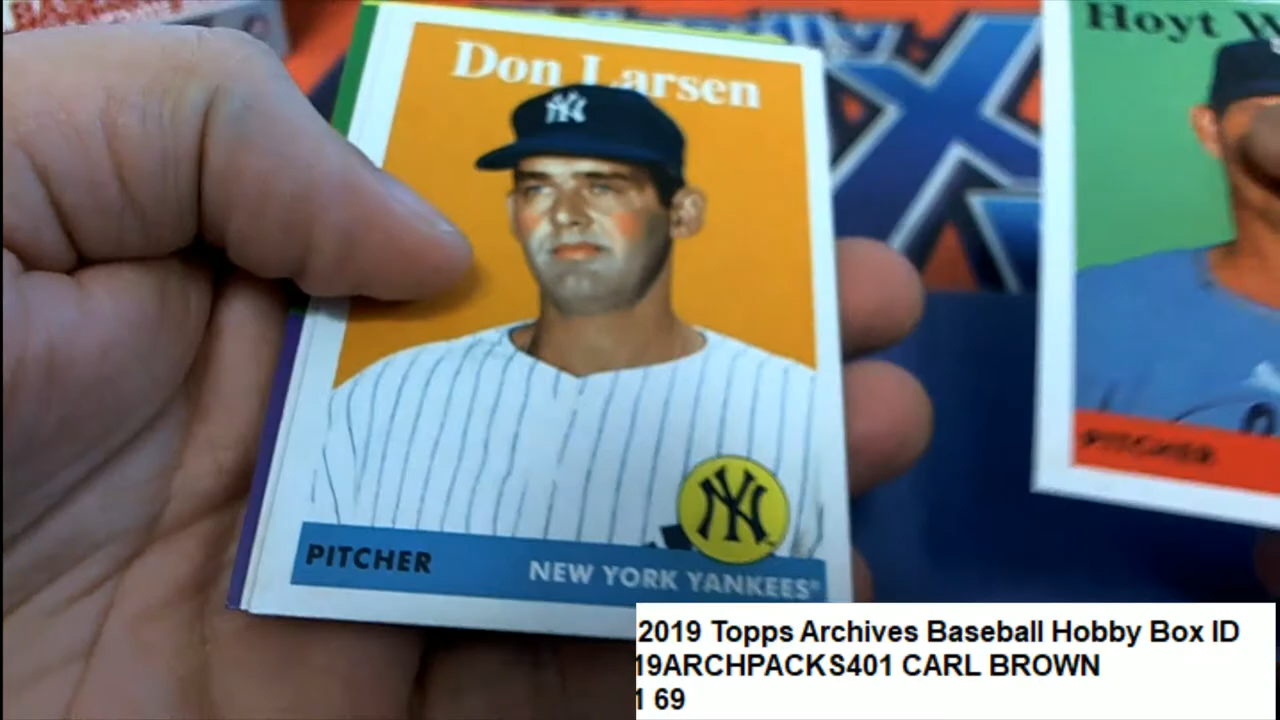 Don Larsen
Hoyt W
PITCHER
NEW YORK YANKEES
PITCHER
2019 Topps Archives Baseball Hobby Box ID
19ARCHPACKS401 CARL BROWN
1 69